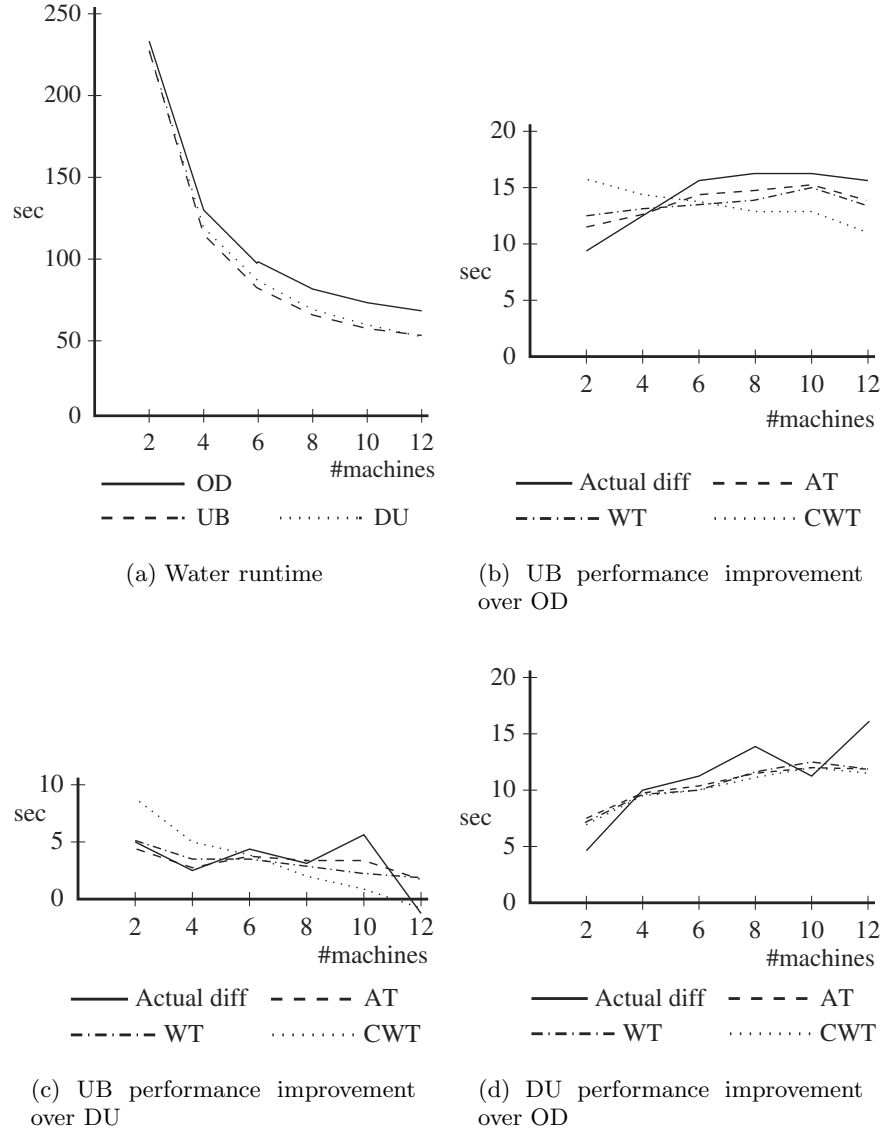 250
200
150
sec
100
50
0
2 4 6 8 10 12
#machines
OD
UB DU
(a) Water runtime
20
15
10
sec
5
0
2 4 6 8 10 12
#machines
Actual diff AT
WT CWT
(b) UB performance improvement
over OD
10
sec
5
0
2 4 6 8 10 12
#machines
Actual diff AT
WT CWT
(c) UB performance improvement
over DU
20
15
10
sec
5
0
2 4 6 8 10 12
#machines
Actual diff AT
WT CWT
(d) DU performance improvement
over OD